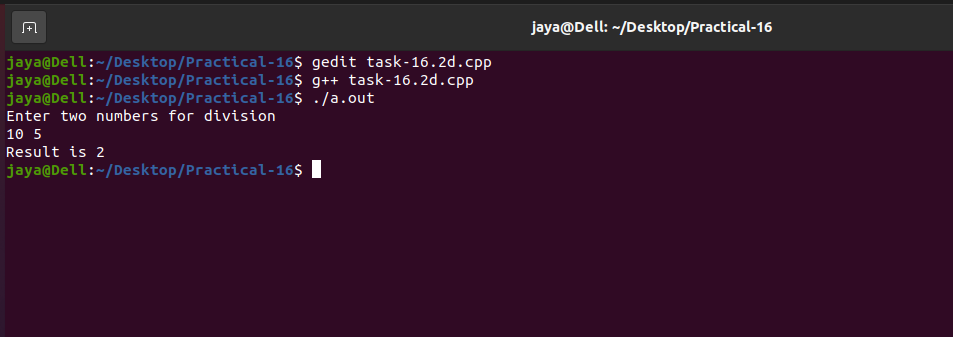 jaya@Dell: ~/Desktop/Practical-16
jaya@Dell:~/Desktop/Practical-16$ gedit task-16.2d.cpp
jaya@Dell:~/Desktop/Practical-16$ g++ task-16.2d.cpp
jaya@Dell:~/Desktop/Practical-16$ ./a.out
Enter two numbers for division
10 5
Result is 2
jaya@Dell:~/Desktop/Practical-16$